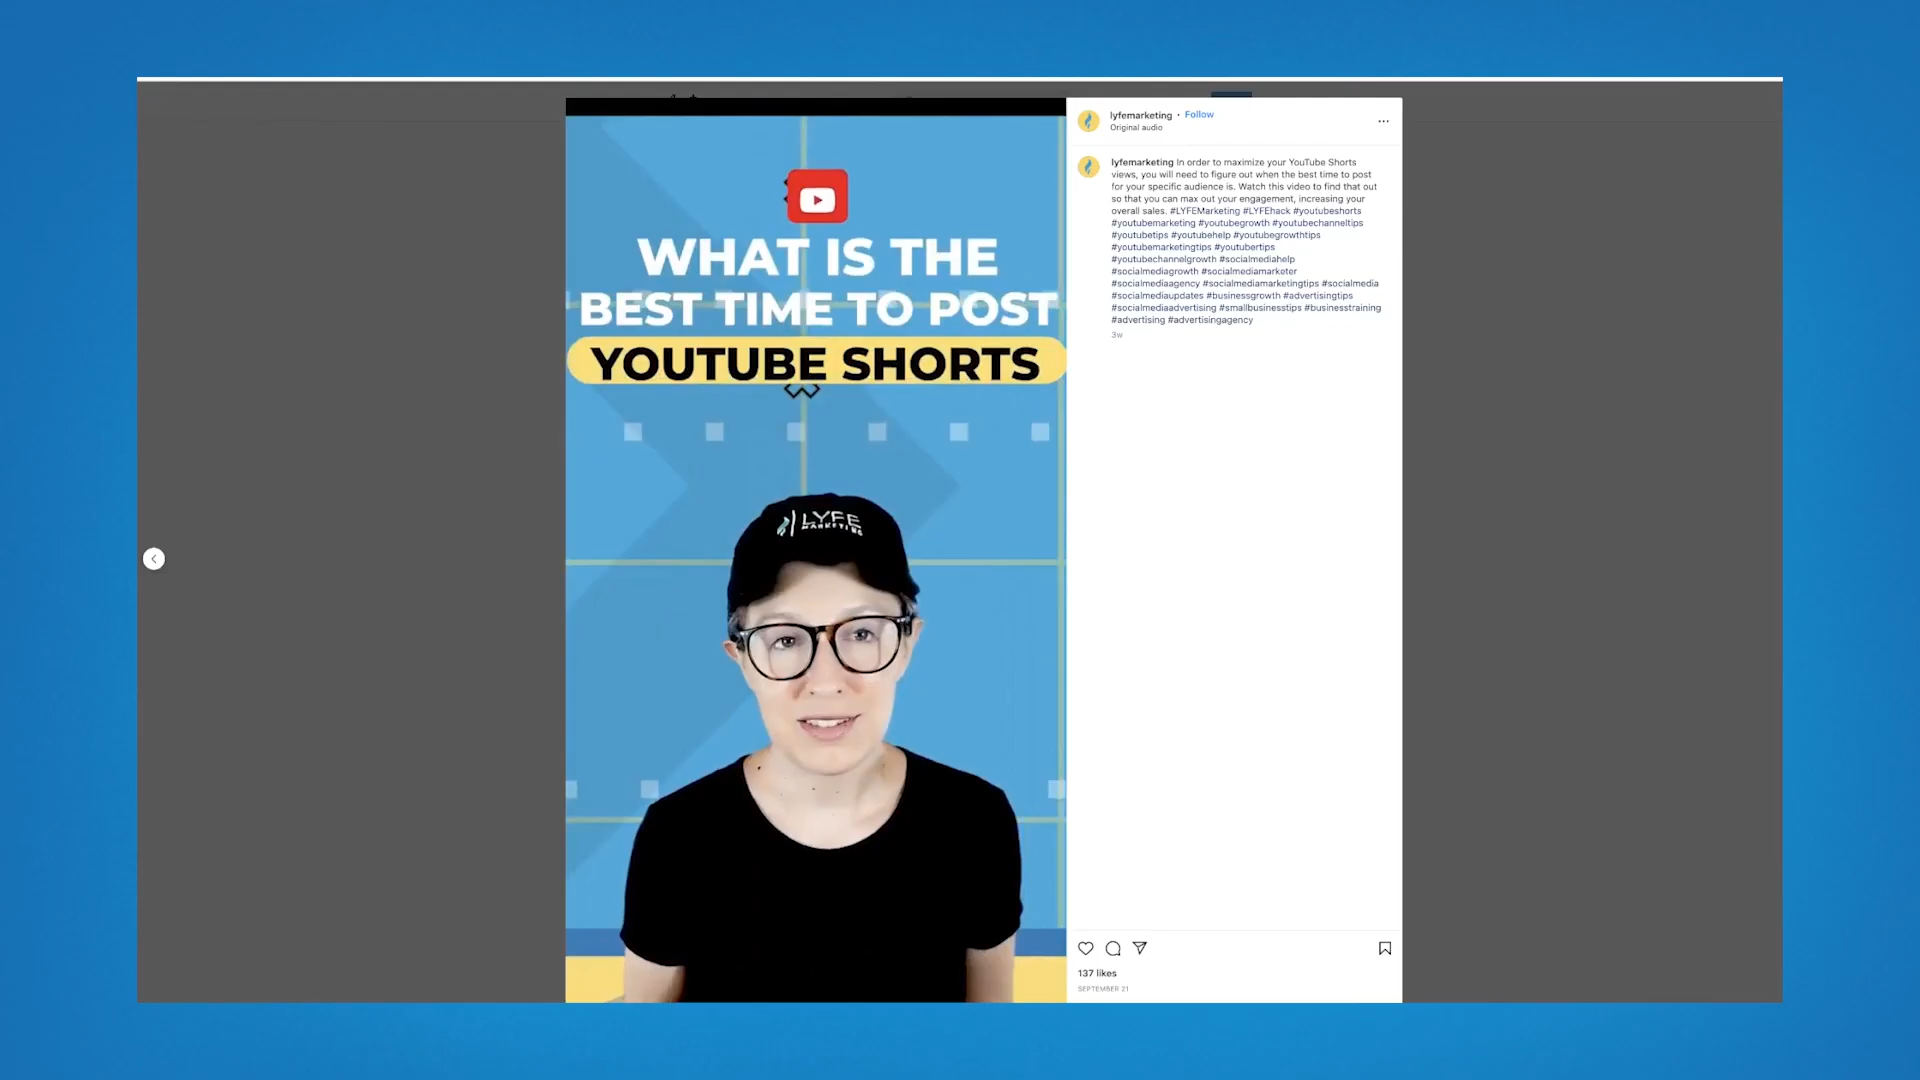 WHAT IS THE
BEST TIME TO POST
YOUTUBE SHORTS
LYFE
MARKETING
lyfemarketing • Follow
Original audio
lyfemarketing In order to maximize your YouTube Shorts
views, you will need to figure out when the best time to post
for your specific audience is. Watch this video to find that out
so that you can max out your engagement, increasing your
overall sales. #LYFEMarketing #LYFEhack #youtubeshorts
#youtubemarketing #youtubegrowth #youtubechanneltips
#youtubetips #youtubehelp #youtubegrowthtips
#youtubemarketingtips #youtubertips
#youtubechannelgrowth #socialmediahelp
#socialmediagrowth #socialmediamarketer
#socialmediaagency #socialmediamarketingtips #socialmedia
#socialmediaupdates #businessgrowth #advertisingtips
#socialmediaadvertising #smallbusinesstips #businesstraining
#advertising #advertisingagency
3w
137 likes
SEPTEMBER 21